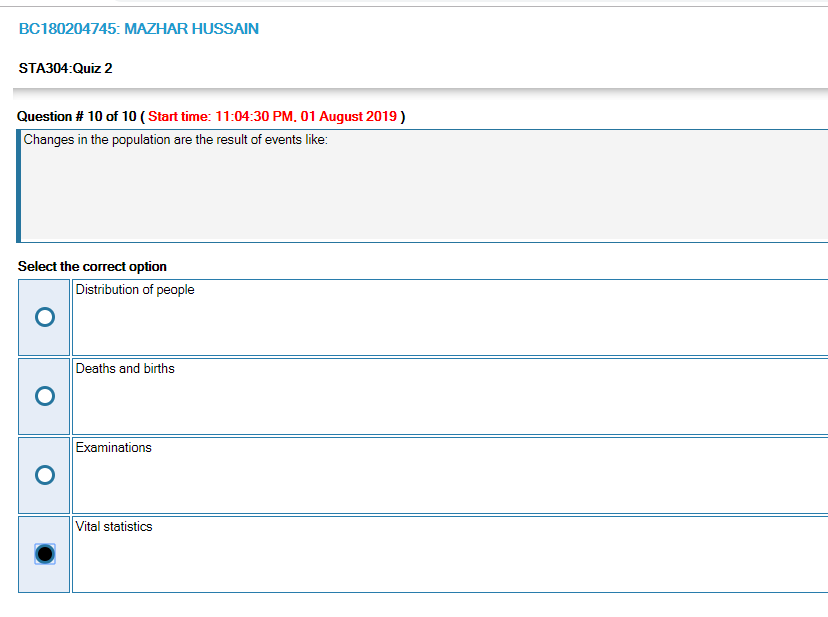 BC180204745: MAZHAR HUSSAIN
STA304:Quiz 2
Question # 10 of 10 ( Start time: 11:04:30 PM, 01 August 2019 )
Changes in the population are the result of events like:
Select the correct option
Distribution of people
Deaths and births
Examinations
Vital statistics